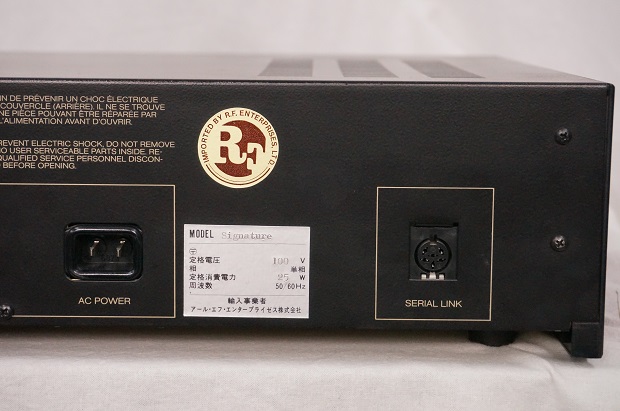 IN DE PRÉVENIR UN CHOC ÉLECTRIQUE
COUVERCLE (ARRIÈRE). IL NE SE TROUVE
NE PIÈCE POUVANT ÊTRE RÉPARÉE PAR
L'ALIMENTATION AVANT D'OUVRIR.
REVENT ELECTRIC SHOCK, DO NOT REMOVE
NO USER SERVICEABLE PARTS INSIDE. RE-
QUALIFIED SERVICE PERSONNEL DISCON-
BEFORE OPENING.
IMPORTED BY R.F. ENTERPRISES, LTD.
RF
MODEL Signature
〒
定格電圧 100 V
相 単相
定格消費電力 25 W
周波数 50/60Hz
輸入事業者
アール・エフ・エンタープライゼス株式会社
AC POWER
SERIAL LINK